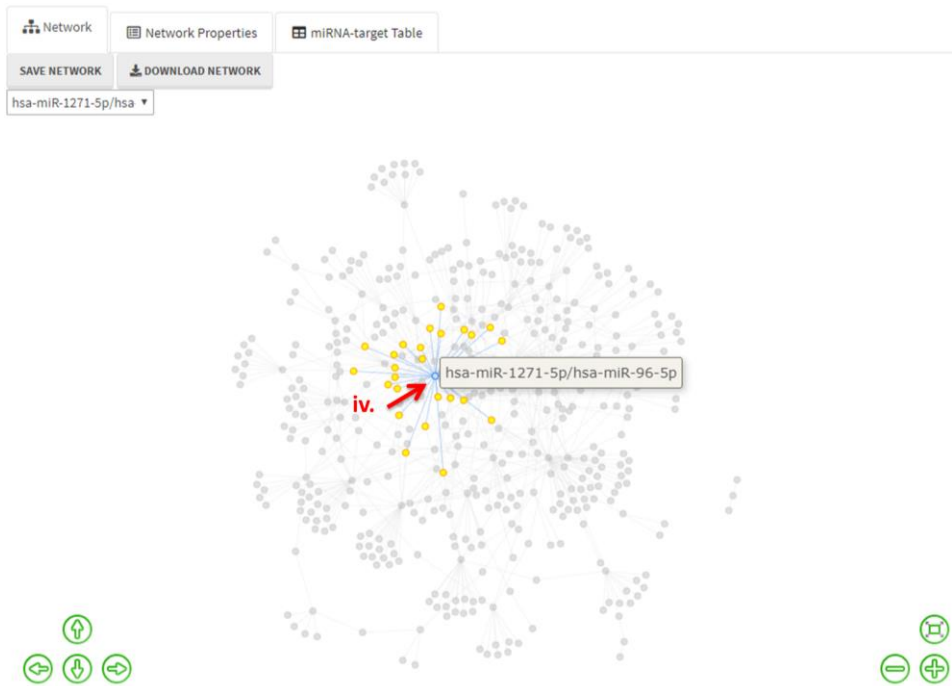 Network
Network Properties
miRNA-target Table
SAVE NETWORK
DOWNLOAD NETWORK
hsa-miR-1271-5p/hsa
hsa-miR-1271-5p/hsa-miR-96-5p
iv.